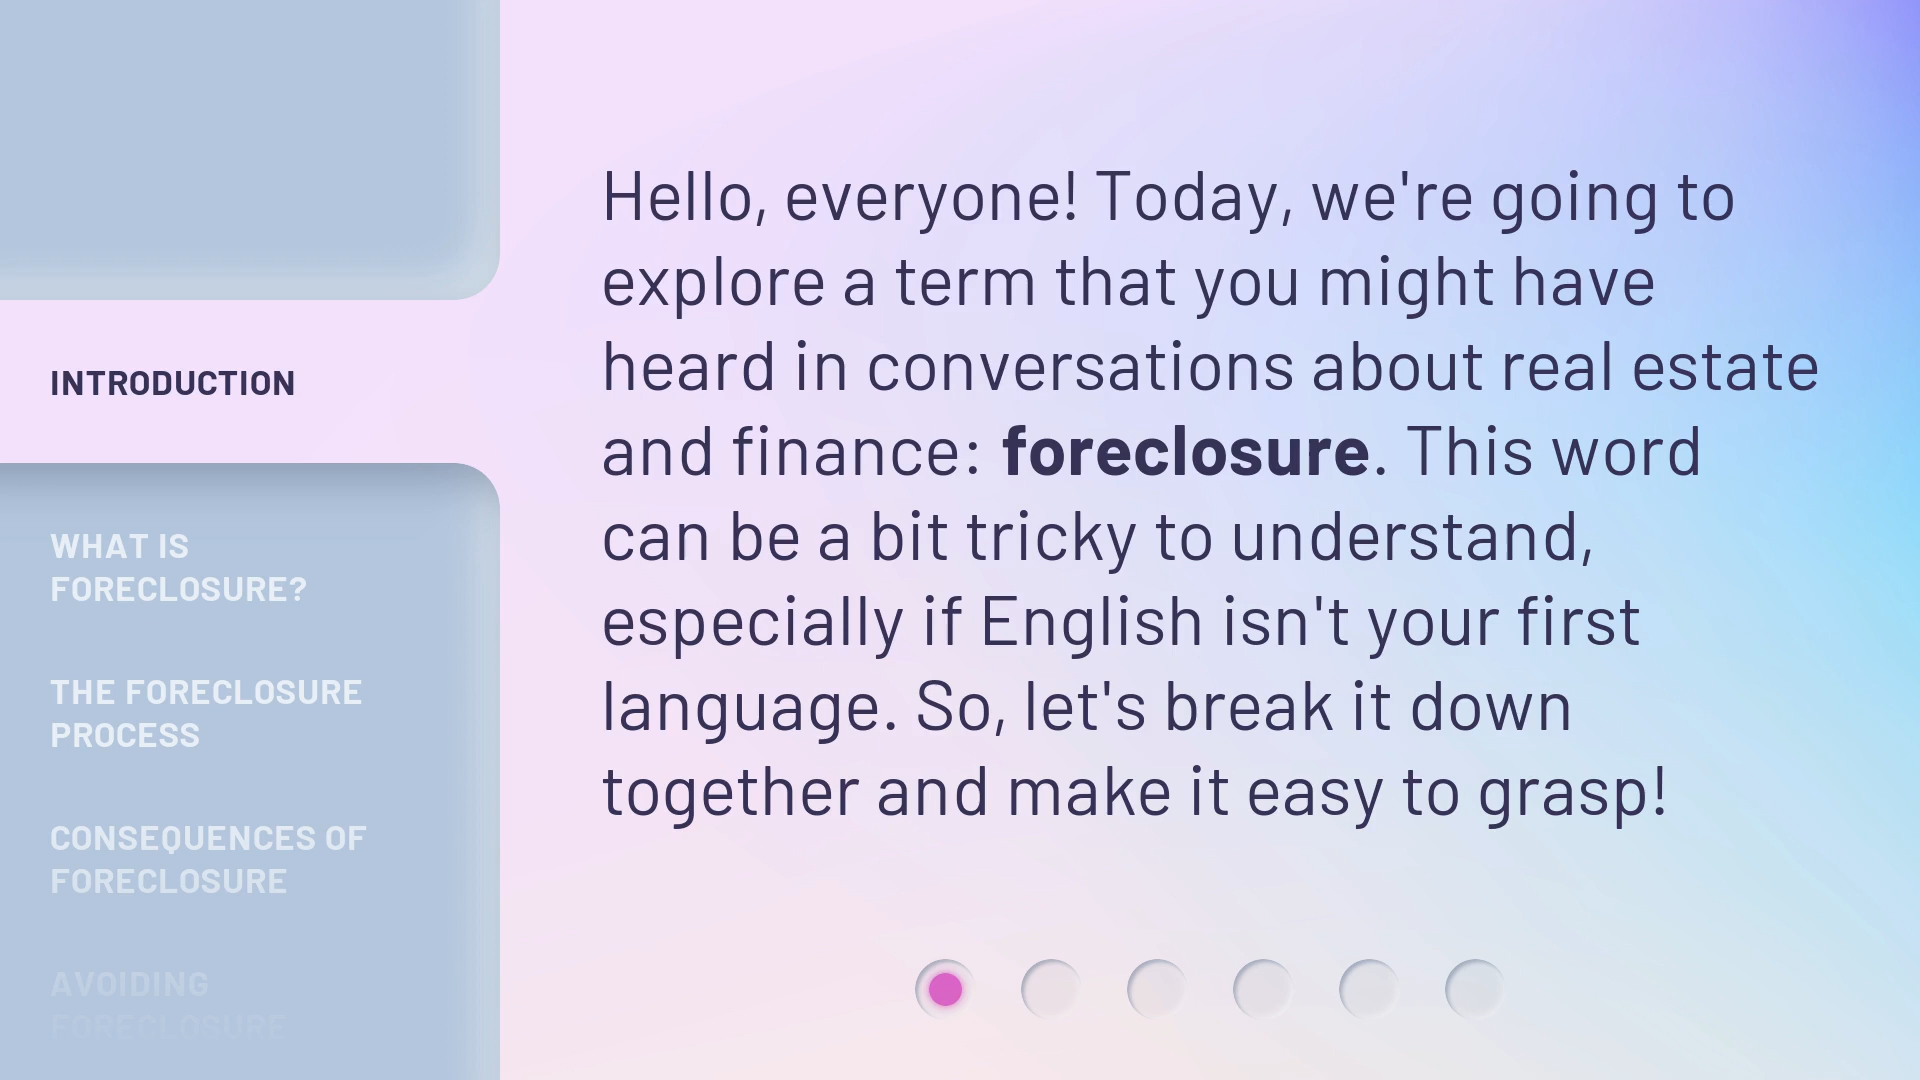 INTRODUCTION
WHAT IS
FORECLOSURE?
THE FORECLOSURE
PROCESS
CONSEQUENCES OF
FORECLOSURE
AVOIDING
FORECLOSURE
Hello, everyone! Today, we're going to
explore a term that you might have
heard in conversations about real estate
and finance: foreclosure. This word
can be a bit tricky to understand,
especially if English isn't your first
language. So, let's break it down
together and make it easy to grasp!